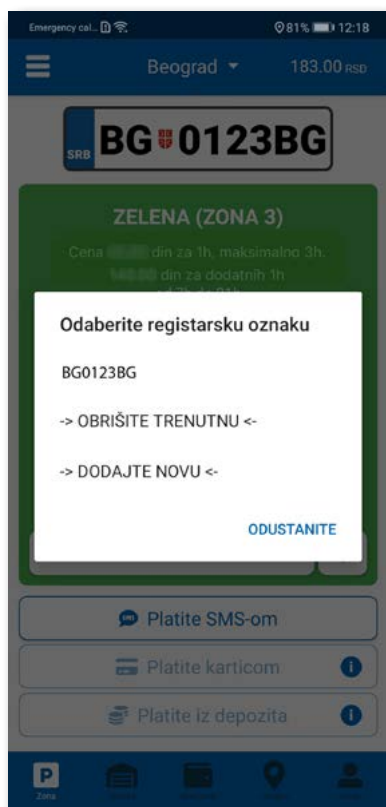 Emergency cal...
81%
12:18
Beograd
183.00 RSD
SRB
BG 0123BG
ZELENA (ZONA 3)
Cena din za 1h, maksimalno 3h.
din za dodatnih 1h
Odaberite registarsku oznaku
BG0123BG
-> OBRIŠITE TRENUTNU <-
-> DODAJTE NOVU <-
ODUSTANITE
Platite SMS-om
Platite karticom
Platite iz depozita
P
Zona